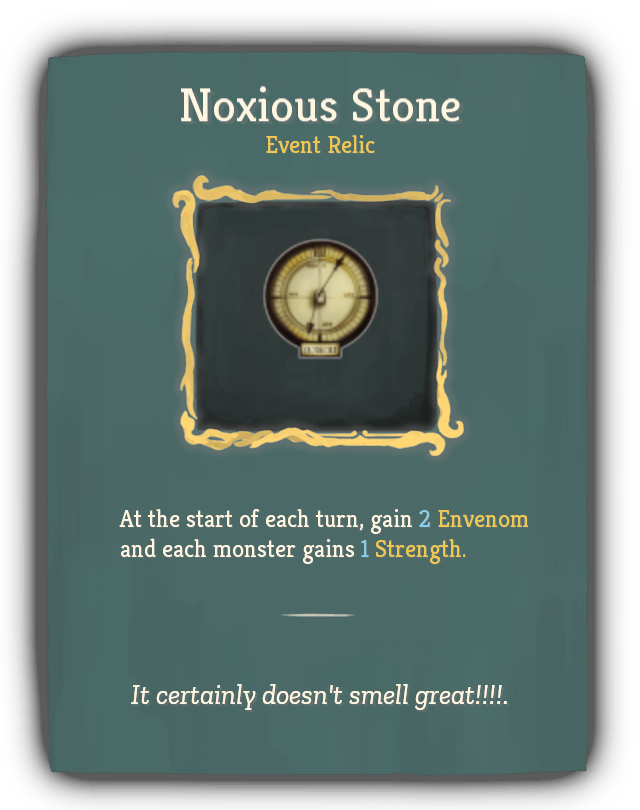 Noxious Stone
Event Relic
At the start of each turn, gain 2 Envenom
and each monster gains 1 Strength.
It certainly doesn't smell great!!!!.